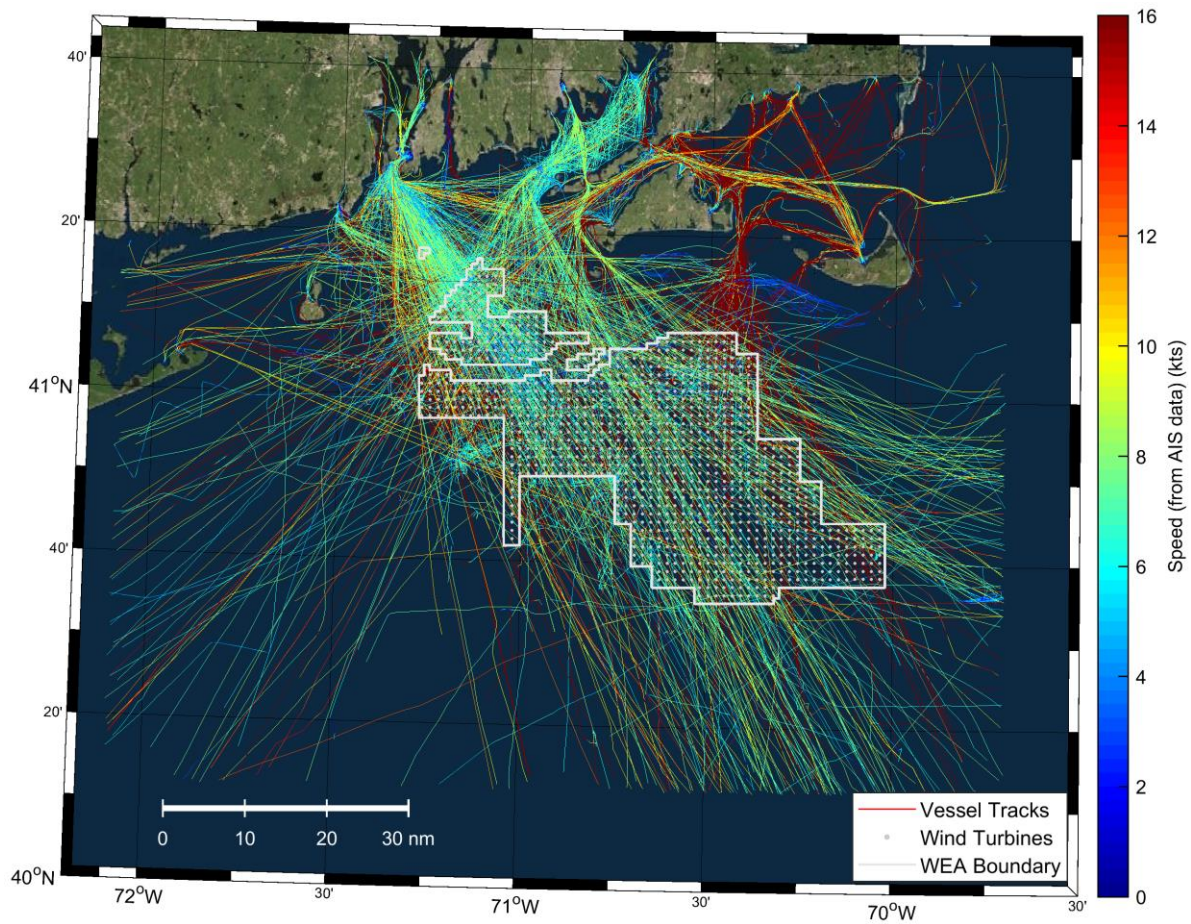 40'
20'
41°N
40'
20'
40°N
72°W
30'
71°W
30'
70°W
30'
0
10
20
30 nm
Vessel Tracks
Wind Turbines
WEA Boundary
16
14
12
10
8
6
4
2
0
Speed (from AIS data) (kts)